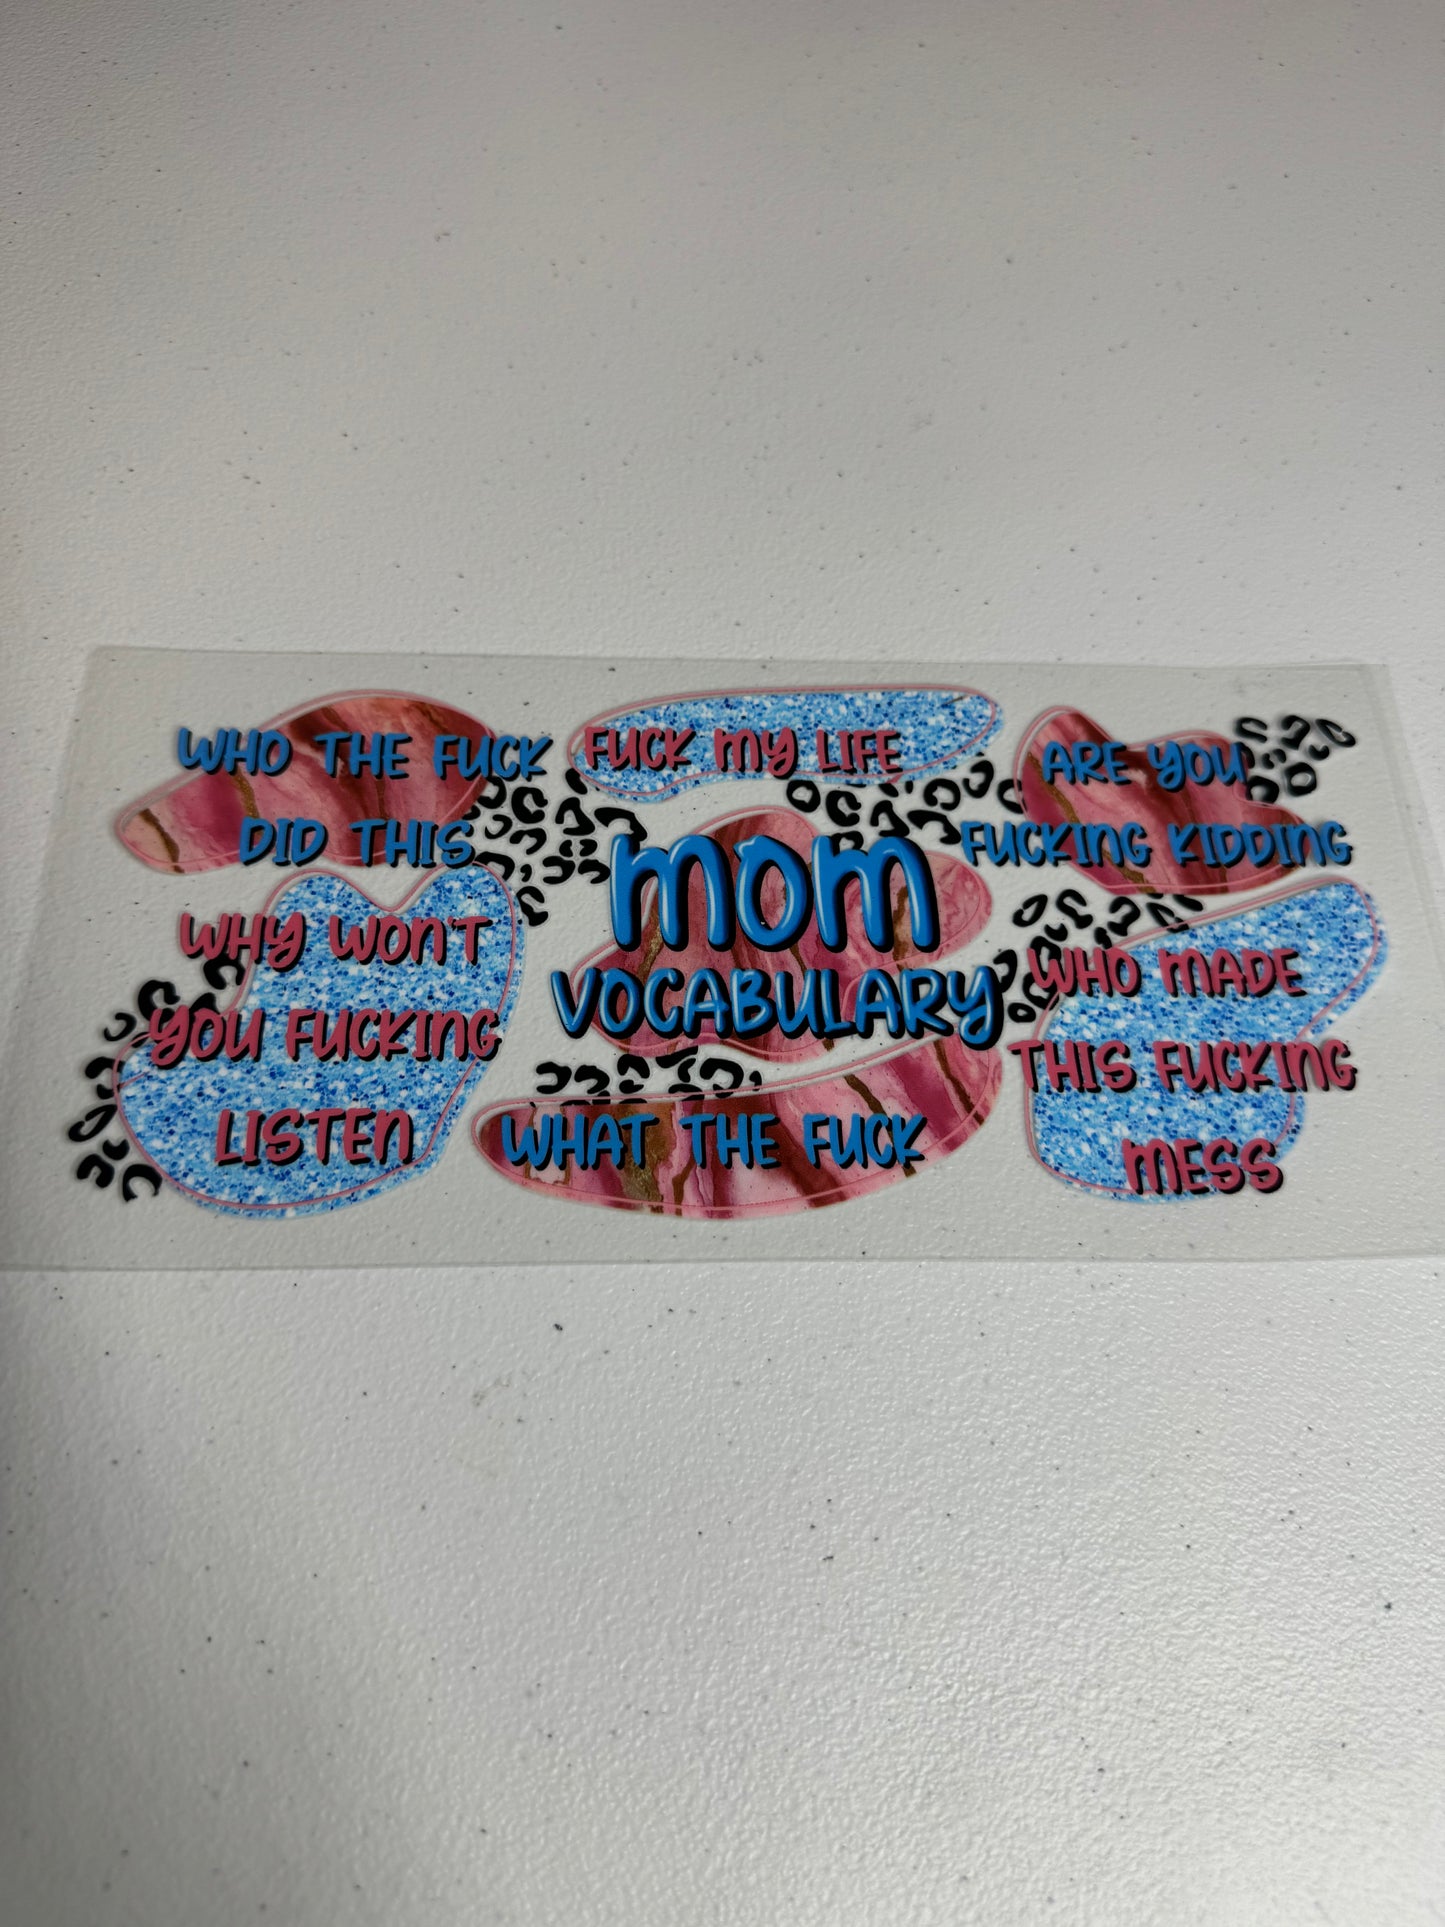 WHO THE FUCK
DID THIS
FUCK MY LIFE
ARE YOU
FUCKING KIDDING
WHY WON'T
YOU FUCKING
LISTEN
MOM
VOCABULARY
WHO MADE
THIS FUCKING
MESS
WHAT THE FUCK